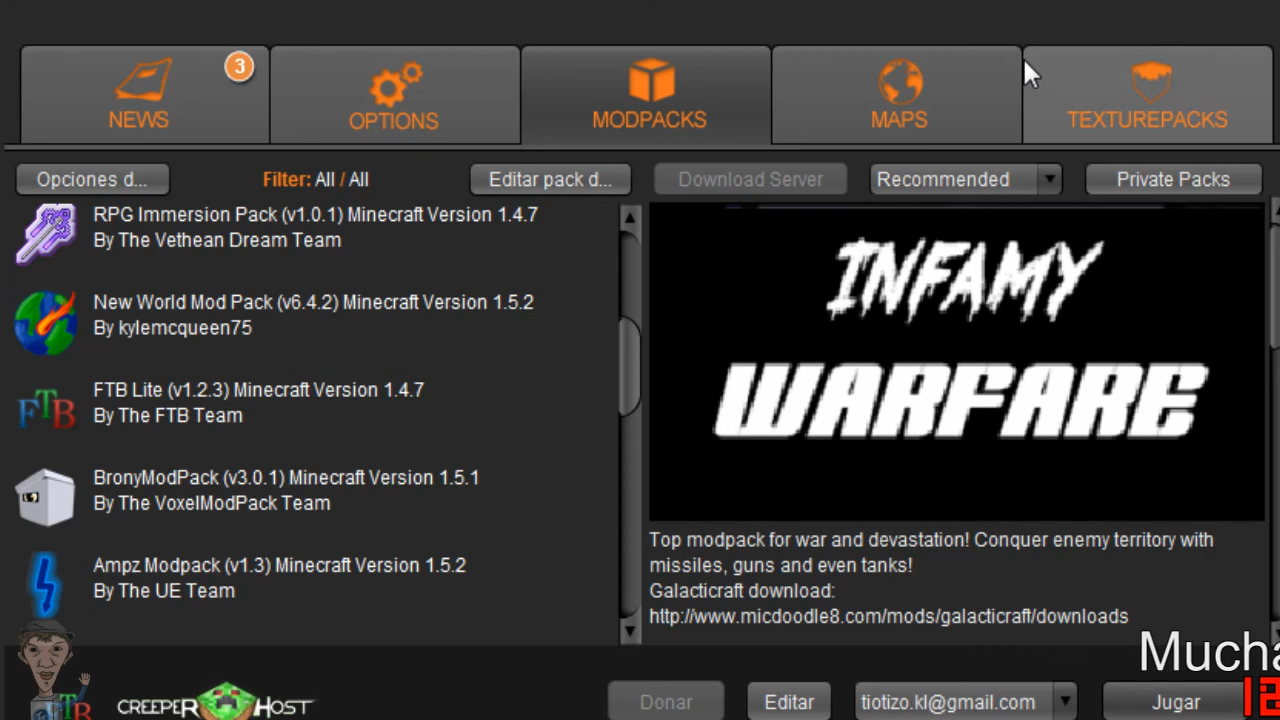 3
NEWS
OPTIONS
MODPACKS
MAPS
TEXTUREPACKS
Opciones d...
Filter: All / All
Editar pack d...
Download Server
Recommended
Private Packs
RPG Immersion Pack (v1.0.1) Minecraft Version 1.4.7
By The Vethean Dream Team
New World Mod Pack (v6.4.2) Minecraft Version 1.5.2
By kylemcqueen75
FTB
FTB Lite (v1.2.3) Minecraft Version 1.4.7
By The FTB Team
BronyModPack (v3.0.1) Minecraft Version 1.5.1
By The VoxelModPack Team
Ampz Modpack (v1.3) Minecraft Version 1.5.2
By The UE Team
INFAMY
WARFARE
Top modpack for war and devastation! Conquer enemy territory with
missiles, guns and even tanks!
Galacticraft download:
http://www.micdoodle8.com/mods/galacticraft/downloads
Mucha
CREEPER HOST
Donar
Editar
tiotizo.kl@gmail.com
Jugar